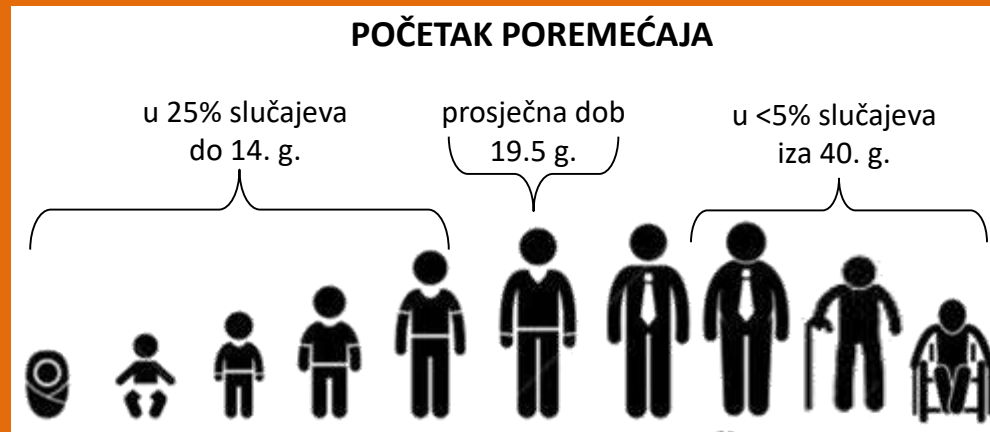 POČETAK POREMEĆAJA
u 25% slučajeva
do 14. g.
prosječna dob
19.5 g.
u <5% slučajeva
iza 40. g.